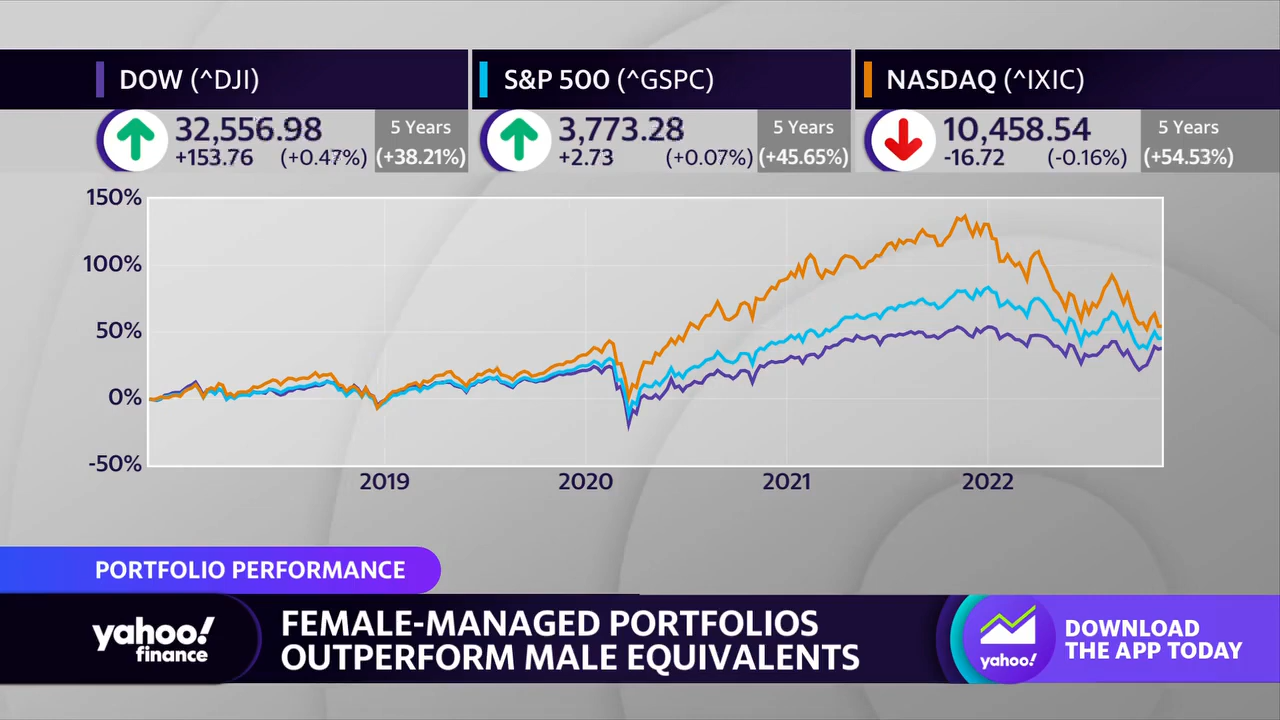 DOW (^DJI)
32,556.98
+153.76 (+0.47%)
5 Years
(+38.21%)
S&P 500 (^GSPC)
3,773.28
+2.73 (+0.07%)
5 Years
(+45.65%)
NASDAQ (^IXIC)
10,458.54
-16.72 (-0.16%)
5 Years
(+54.53%)
150%
100%
50%
0%
-50%
2019 2020 2021 2022
PORTFOLIO PERFORMANCE
yahoo!
finance
FEMALE-MANAGED PORTFOLIOS
OUTPERFORM MALE EQUIVALENTS
yahoo!
DOWNLOAD
THE APP TODAY